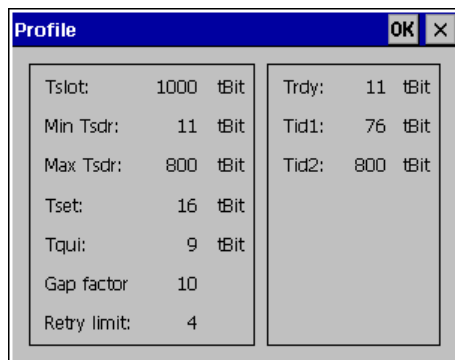 Profile OK ×
Tslot: 1000 tBit
Min Tsdr: 11 tBit
Max Tsdr: 800 tBit
Tset: 16 tBit
Tqui: 9 tBit
Gap factor 10
Retry limit: 4
Trdy: 11 tBit
Tid1: 76 tBit
Tid2: 800 tBit